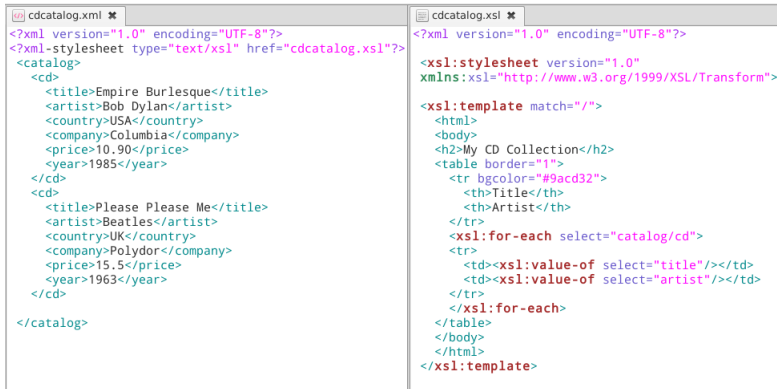 cdcatalog.xml
<?xml version="1.0" encoding="UTF-8"?>
<?xml-stylesheet type="text/xsl" href="cdcatalog.xsl"?>
<catalog>
<cd>
<title>Empire Burlesque</title>
<artist>Bob Dylan</artist>
<country>USA</country>
<company>Columbia</company>
<price>10.90</price>
<year>1985</year>
</cd>
<cd>
<title>Please Please Me</title>
<artist>Beatles</artist>
<country>UK</country>
<company>Polydor</company>
<price>15.5</price>
<year>1963</year>
</cd>
</catalog>
cdcatalog.xsl
<?xml version="1.0" encoding="UTF-8"?>
<xsl:stylesheet version="1.0"
xmlns:xsl="http://www.w3.org/1999/XSL/Transform">
<xsl:template match="/">
<html>
<body>
<h2>My CD Collection</h2>
<table border="1">
<tr bgcolor="#9acd32">
<th>Title</th>
<th>Artist</th>
</tr>
<xsl:for-each select="catalog/cd">
<tr>
<td><xsl:value-of select="title"/></td>
<td><xsl:value-of select="artist"/></td>
</tr>
</xsl:for-each>
</table>
</body>
</html>
</xsl:template>